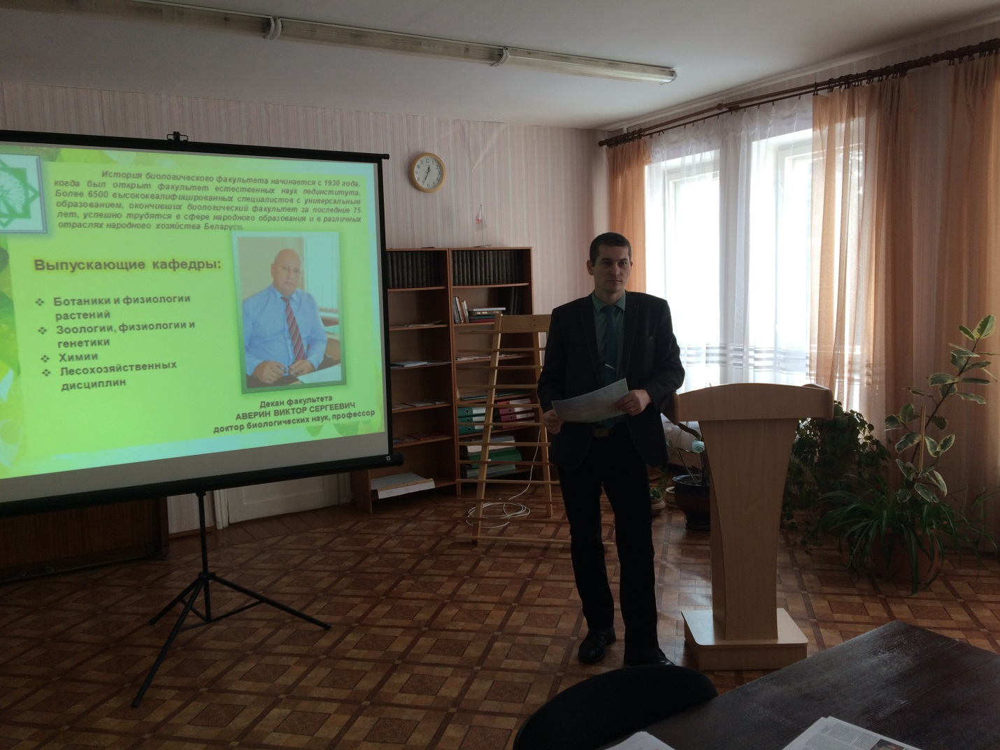 История биологического факультета начинается с 1930 года,
когда был открыт факультет естественных наук пединститута.
Более 6500 высококвалифицированных специалистов с универсальным
образованием, окончивших биологический факультет за последние 75
лет, успешно трудятся в сфере народного образования и в различных
отраслях народного хозяйства Беларуси.
Выпускающие кафедры:
❖ Ботаники и физиологии
растений
❖ Зоологии, физиологии и
генетики
❖ Химии
❖ Лесохозяйственных
дисциплин
Декан факультета
АВЕРИН ВИКТОР СЕРГЕЕВИЧ
доктор биологических наук, профессор